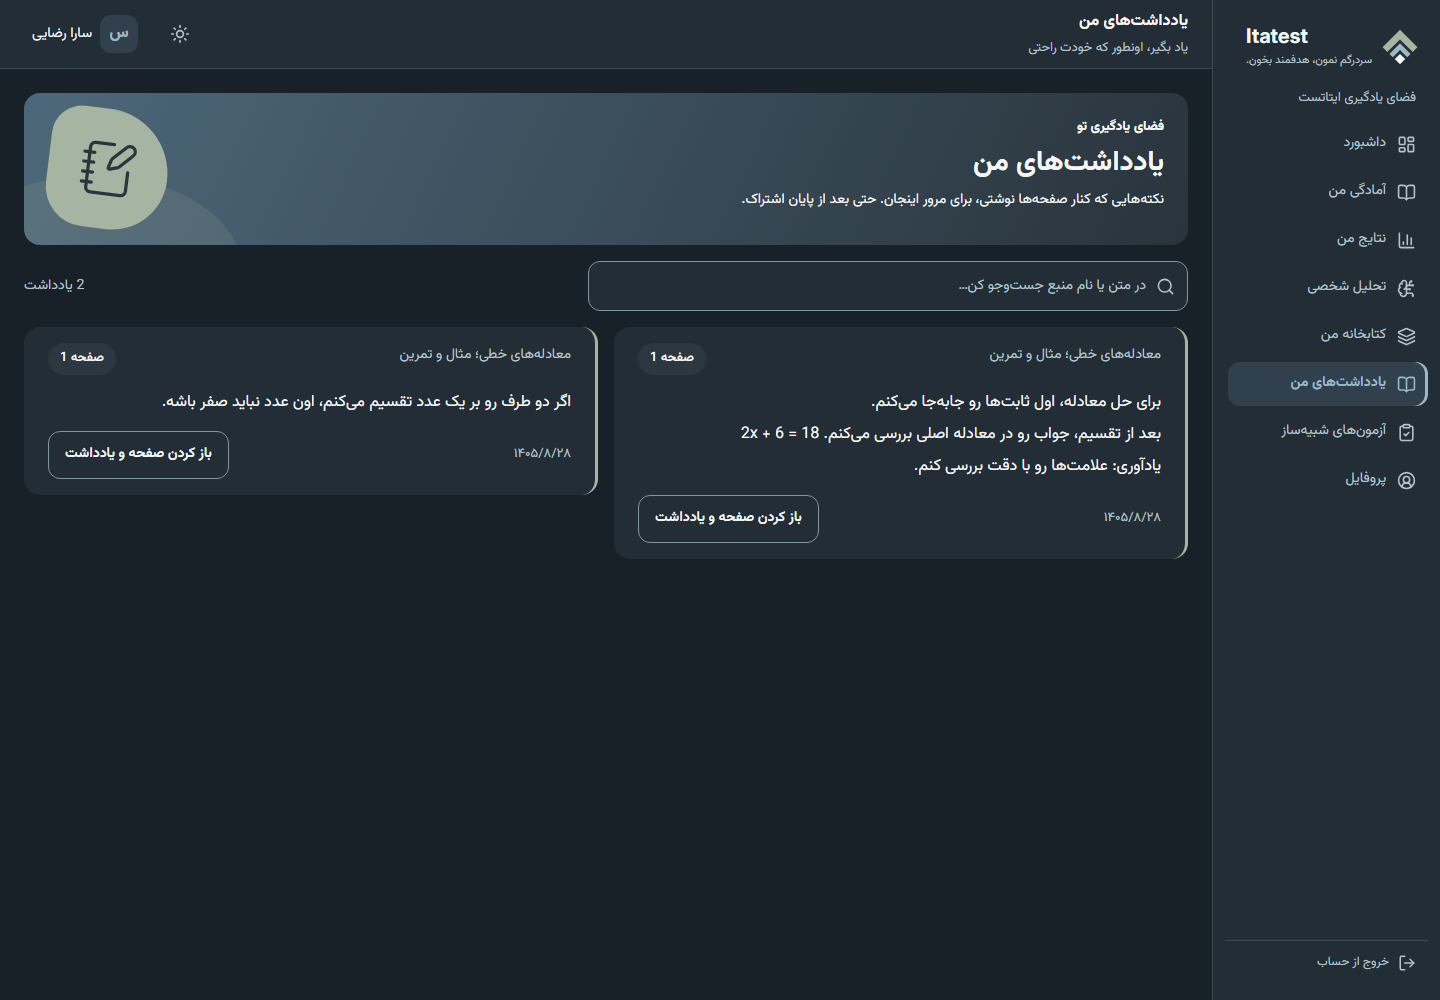 Itatest
سردرگم نمون، هدفمند بخون.
فضای یادگیری ایتاتست
داشبورد
آمادگی من
نتایج من
تحلیل شخصی
کتابخانه من
یادداشت‌های من
آزمون‌های شبیه‌ساز
پروفایل
خروج از حساب
یادداشت‌های من
یاد بگیر، اونطور که خودت راحتی
س
سارا رضایی
فضای یادگیری تو
یادداشت‌های من
نکته‌هایی که کنار صفحه‌ها نوشتی، برای مرور اینجان. حتی بعد از پایان اشتراک.
در متن یا نام منبع جست‌وجو کن…
2 یادداشت
معادله‌های خطی؛ مثال و تمرین
صفحه 1
برای حل معادله، اول ثابت‌ها رو جابه‌جا می‌کنم.
بعد از تقسیم، جواب رو در معادله اصلی بررسی می‌کنم. 2x + 6 = 18
یادآوری: علامت‌ها رو با دقت بررسی کنم.
۱۴۰۵/۸/۲۸
باز کردن صفحه و یادداشت
معادله‌های خطی؛ مثال و تمرین
صفحه 1
اگر دو طرف رو بر یک عدد تقسیم می‌کنم، اون عدد نباید صفر باشه.
۱۴۰۵/۸/۲۸
باز کردن صفحه و یادداشت